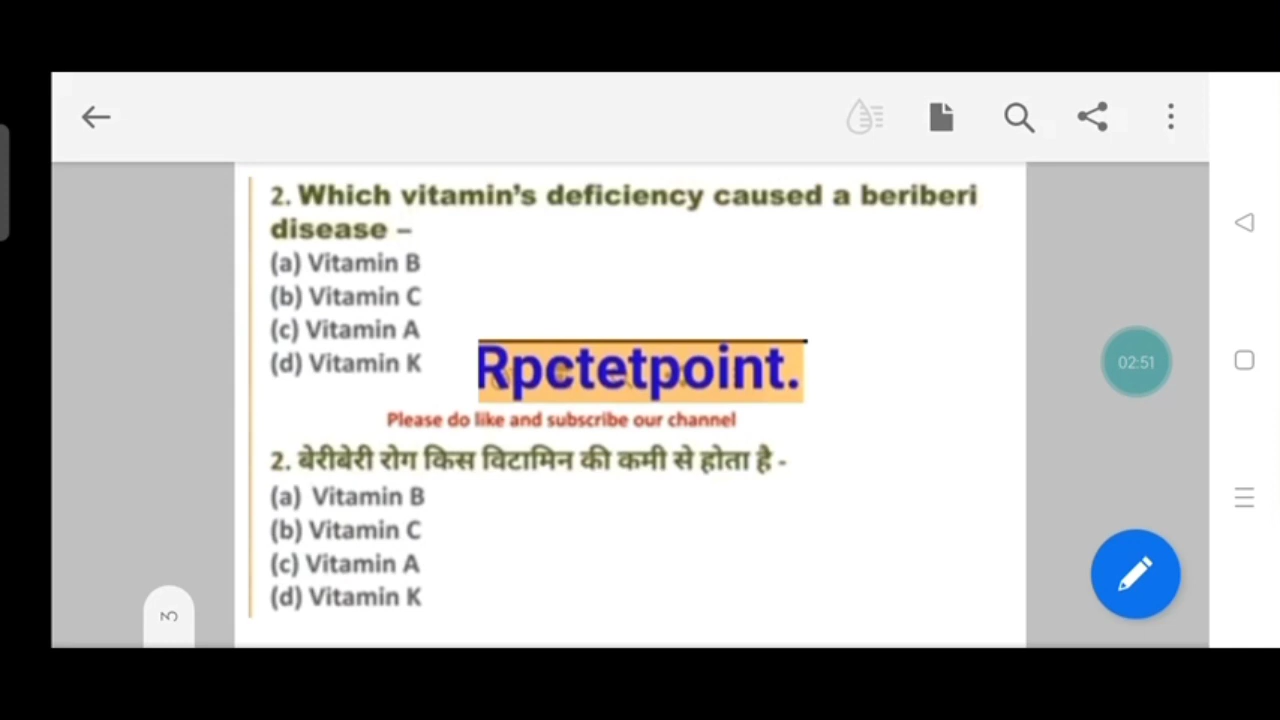 2. Which vitamin's deficiency caused a beriberi
disease –
(a) Vitamin B
(b) Vitamin C
(c) Vitamin A
(d) Vitamin K
Rpctetpoint.
Please do like and subscribe our channel
02:51
2. बेरीबेरी रोग किस विटामिन की कमी से होता है -
(a) Vitamin B
(b) Vitamin C
(c) Vitamin A
(d) Vitamin K
3